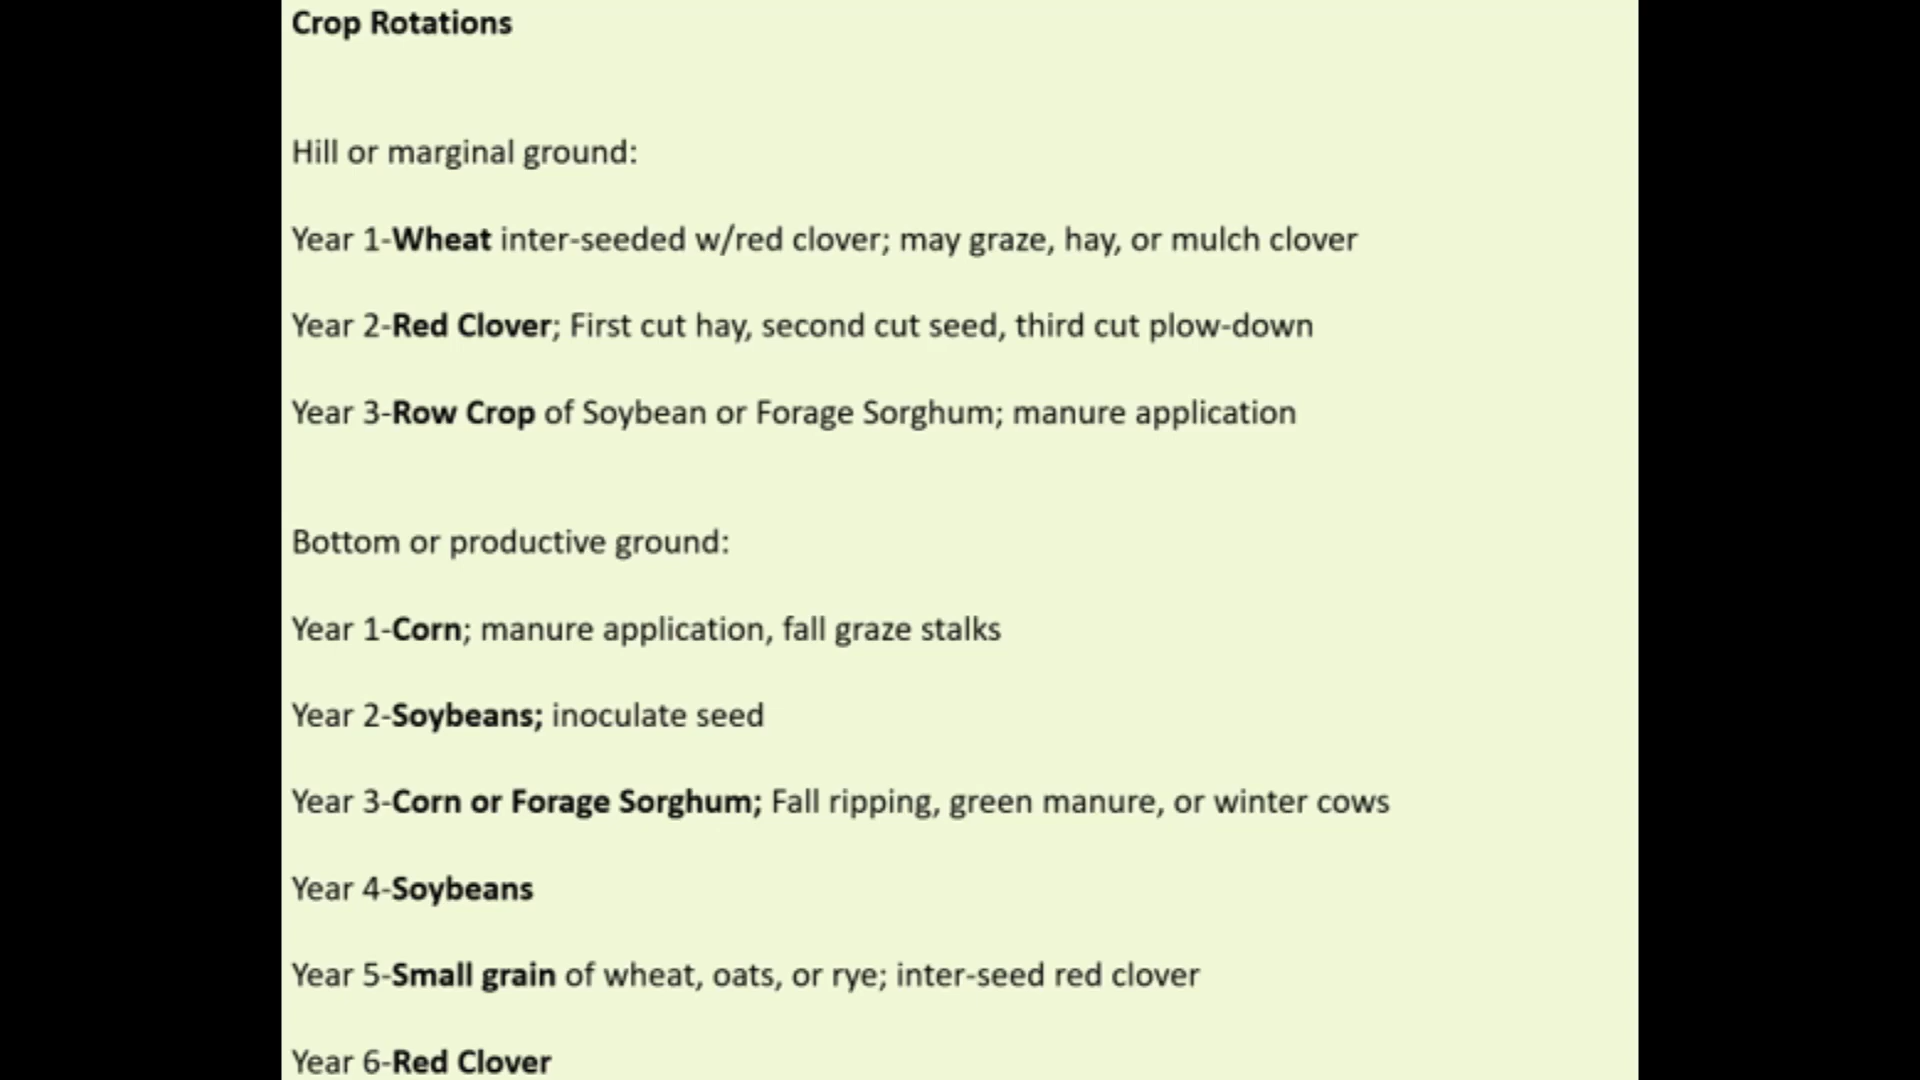 Crop Rotations
Hill or marginal ground:
Year 1-Wheat inter-seeded w/red clover; may graze, hay, or mulch clover
Year 2-Red Clover; First cut hay, second cut seed, third cut plow-down
Year 3-Row Crop of Soybean or Forage Sorghum; manure application
Bottom or productive ground:
Year 1-Corn; manure application, fall graze stalks
Year 2-Soybeans; inoculate seed
Year 3-Corn or Forage Sorghum; Fall ripping, green manure, or winter cows
Year 4-Soybeans
Year 5-Small grain of wheat, oats, or rye; inter-seed red clover
Year 6-Red Clover